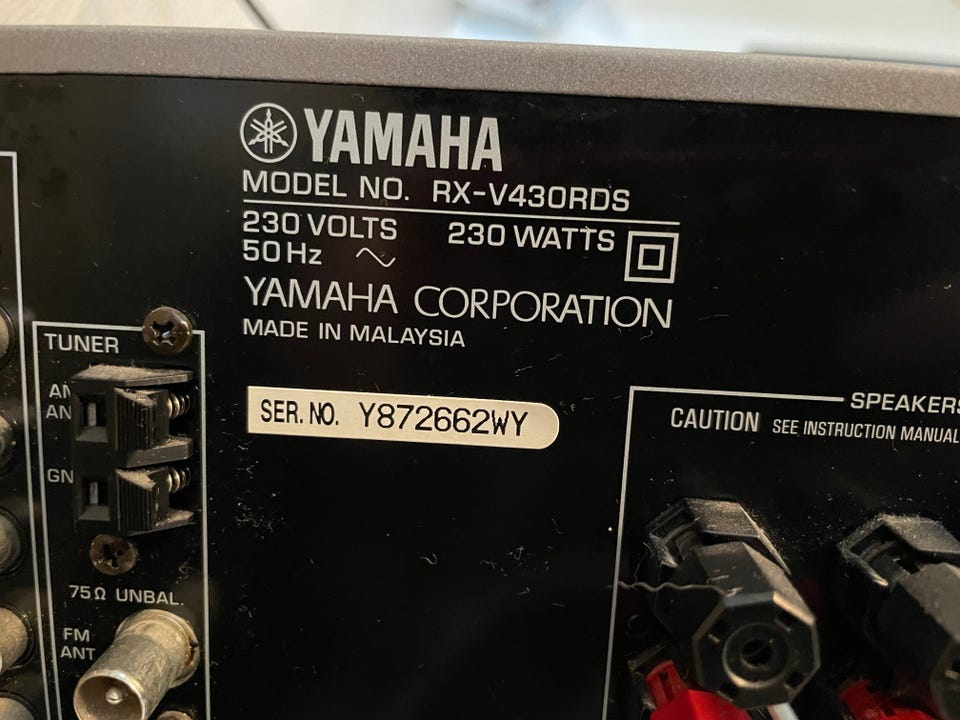 YAMAHA
MODEL NO. RX-V430RDS
230 VOLTS 230 WATTS
50 Hz
YAMAHA CORPORATION
MADE IN MALAYSIA
TUNER
GN
75Ω UNBAL.
FM
ANT
SER. NO. Y872662WY
SPEAKERS
CAUTION SEE INSTRUCTION MANUAL